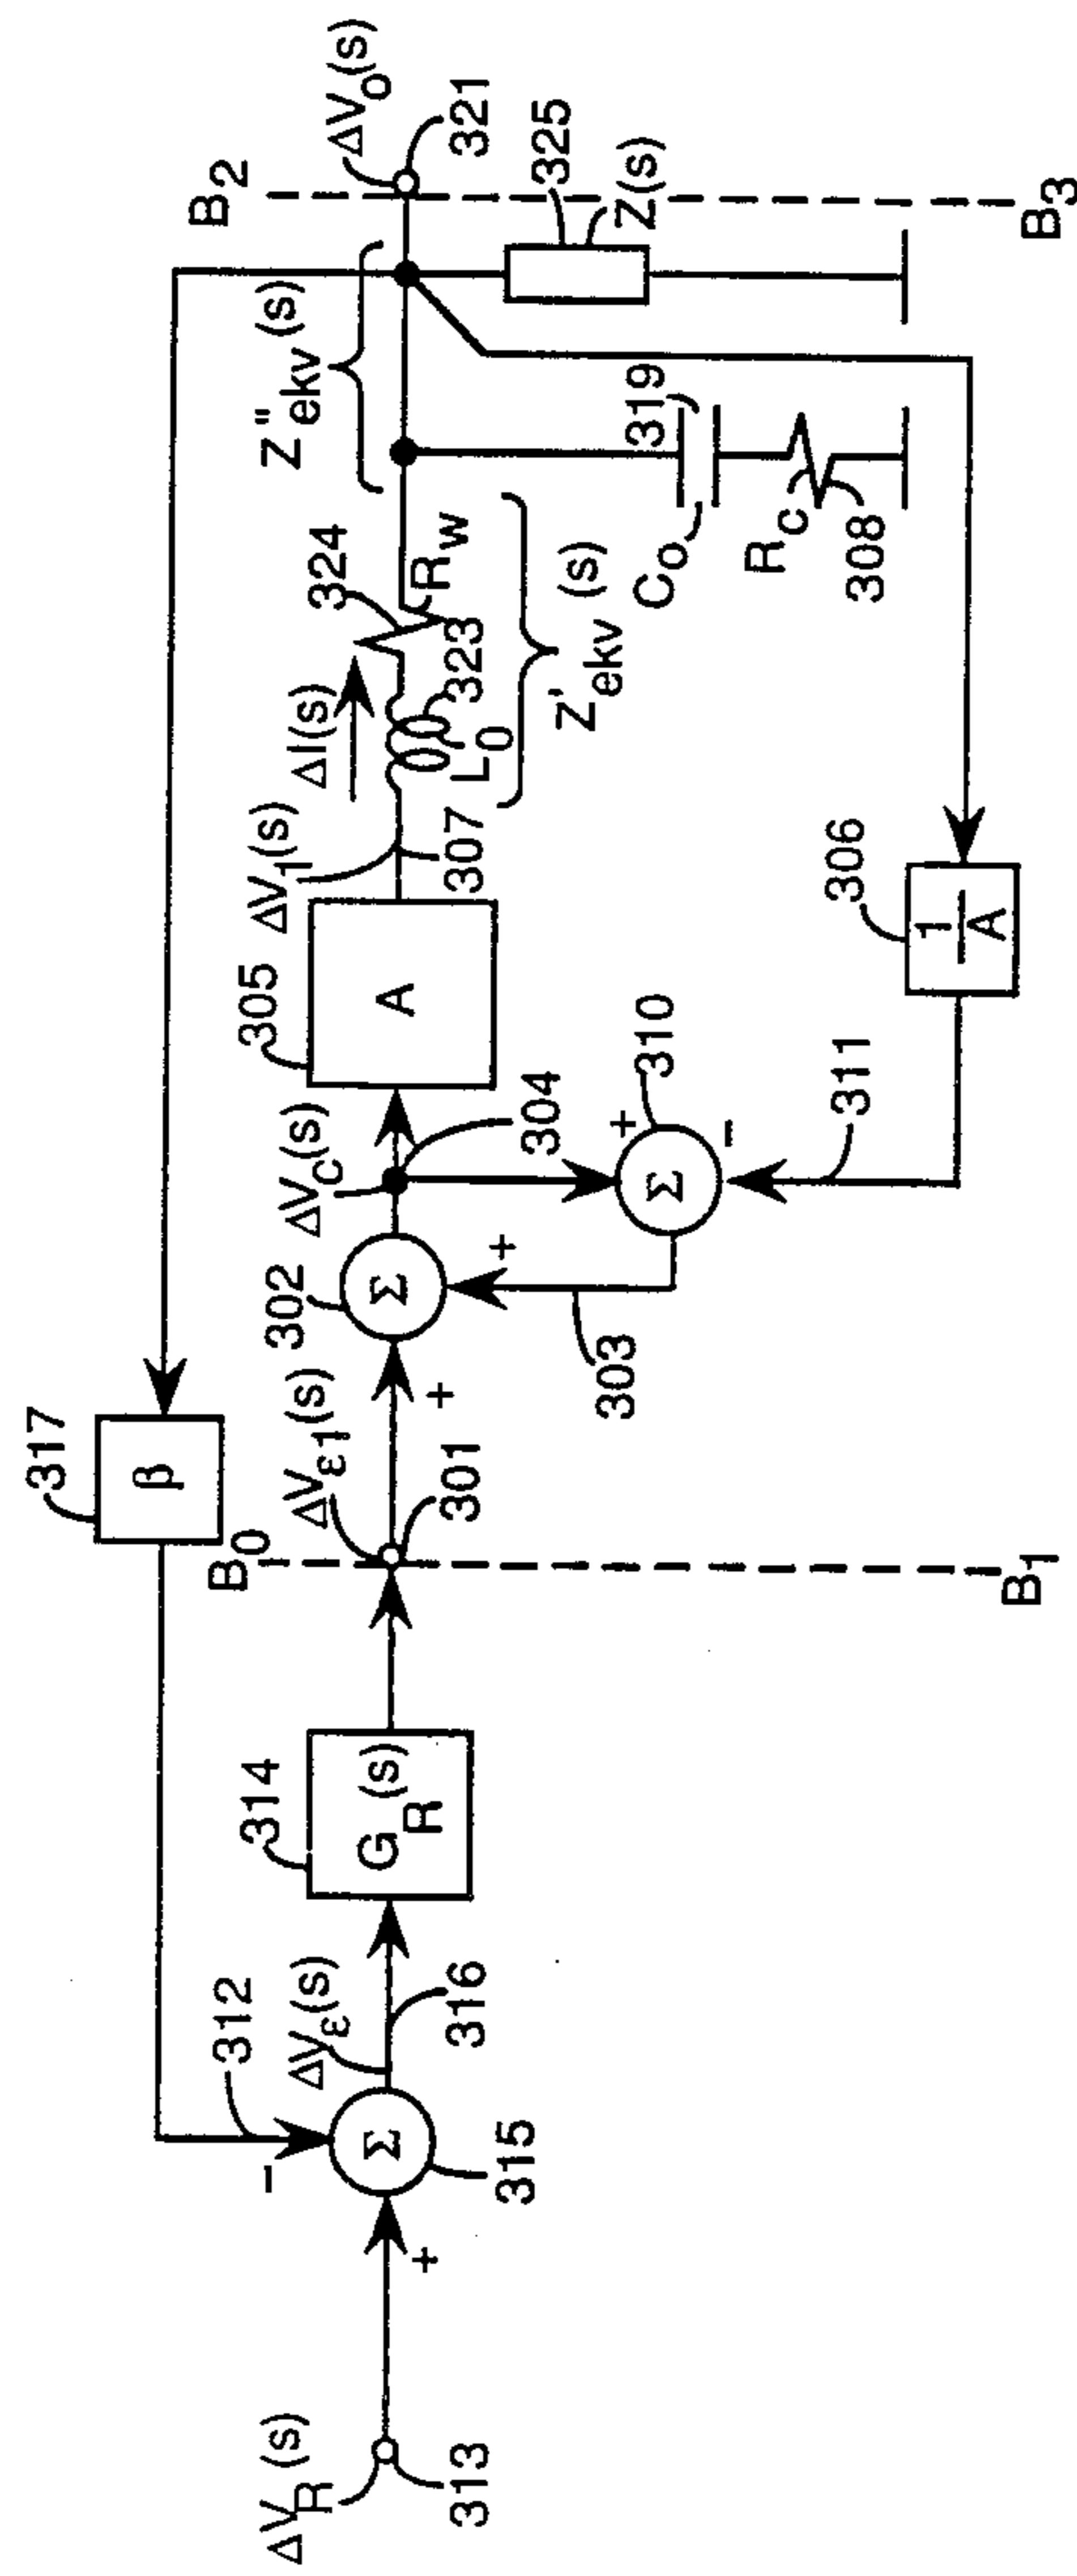 ΔV_R(s)
313
+
−
312
Σ
315
ΔV_ε(s)
316
314
G_R(s)
317
β
B_0
B_1
ΔV_ε1(s)
301
+
302
Σ
+
303
ΔV_C(s)
304
+
310
Σ
−
311
305
A
306
1/A
ΔV_1(s)
307
ΔI(s)
L_0
323
324
R_W
Z'_ekv(s)
Z''_ekv(s)
C_0
319
R_C
308
325
Z(s)
B_2
B_3
ΔV_O(s)
321